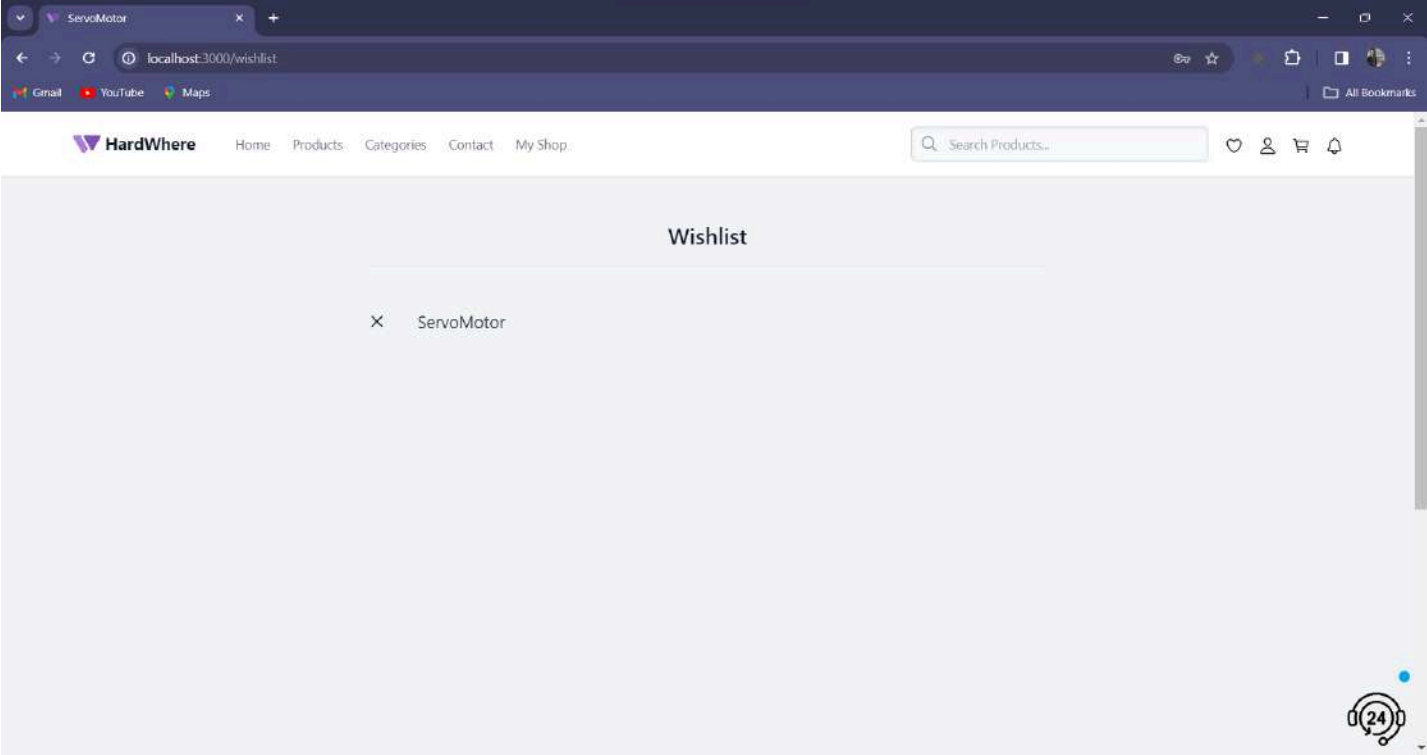 ServoMotor
localhost:3000/wishlist
Gmail YouTube Maps All Bookmarks
HardWhere Home Products Categories Contact My Shop Search Products...
Wishlist
ServoMotor
24